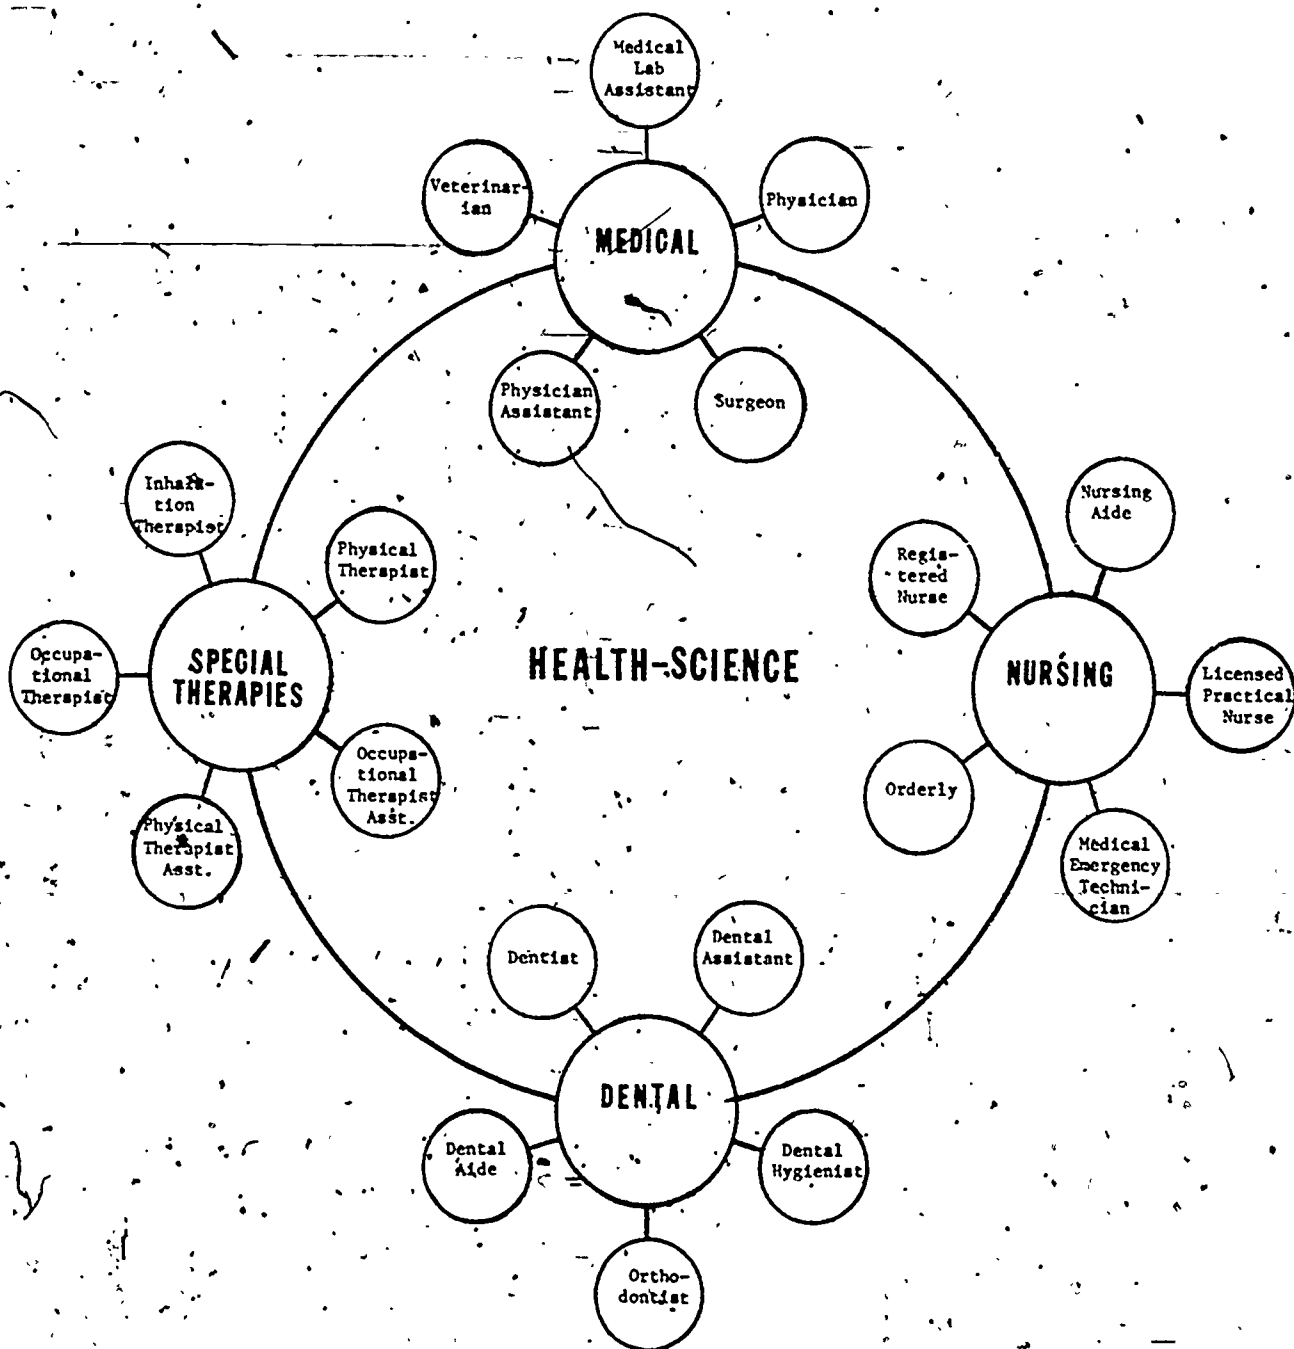 Medical
Lab
Assistant
Veterinar-
ian
Physician
MEDICAL
Physician
Assistant
Surgeon
Inhala-
tion
Therapist
Physical
Therapist
Occupa-
tional
Therapist
SPECIAL
THERAPIES
Occupa-
tional
Therapist
Asst.
Physical
Therapist
Asst.
HEALTH-SCIENCE
Nursing
Aide
Regis-
tered
Nurse
NURSING
Licensed
Practical
Nurse
Orderly
Medical
Emergency
Techni-
cian
Dentist
Dental
Assistant
DENTAL
Dental
Aide
Dental
Hygienist
Ortho-
dontist